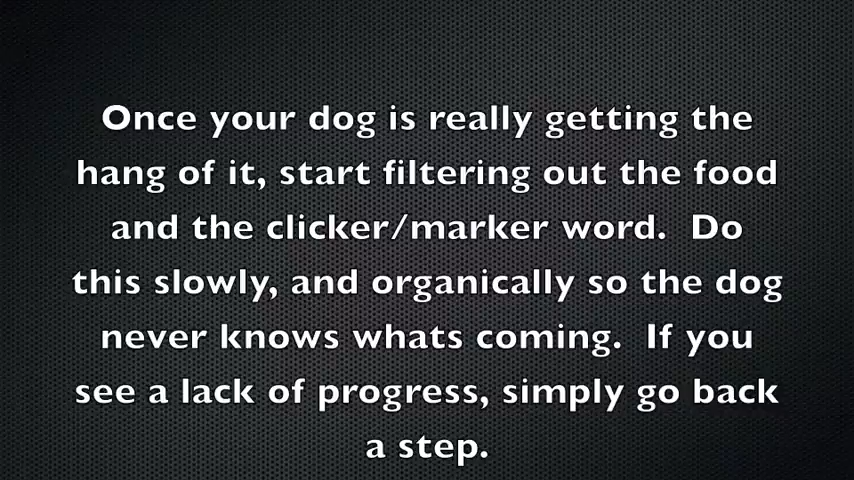 Once your dog is really getting the
hang of it, start filtering out the food
and the clicker/marker word.  Do
this slowly, and organically so the dog
never knows whats coming.  If you
see a lack of progress, simply go back
a step.